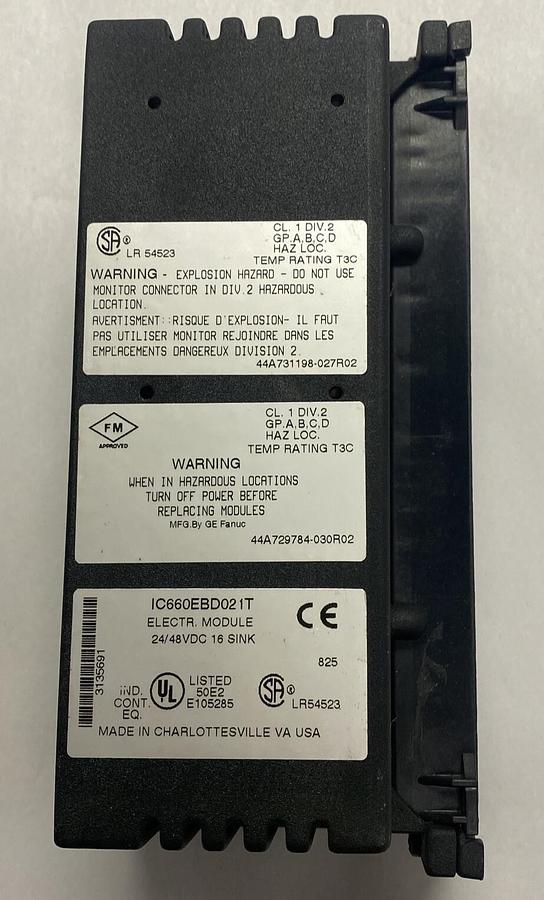 SA ®
LR 54523
CL. 1 DIV.2
GP.A,B,C,D
HAZ LOC.
TEMP RATING T3C
WARNING - EXPLOSION HAZARD - DO NOT USE
MONITOR CONNECTOR IN DIV.2 HAZARDOUS
LOCATION.
AVERTISMENT::RISQUE D'EXPLOSION- IL FAUT
PAS UTILISER MONITOR REJOINDRE DANS LES
EMPLACEMENTS DANGEREUX DIVISION 2.
44A731198-027R02
FM
APPROVED
CL. 1 DIV.2
GP.A,B,C,D
HAZ LOC.
TEMP RATING T3C
WARNING
WHEN IN HAZARDOUS LOCATIONS
TURN OFF POWER BEFORE
REPLACING MODULES
MFG.By GE Fanuc
44A729784-030R02
3135691
IC660EBD021T
ELECTR. MODULE
24/48VDC 16 SINK
CE
825
IND.
CONT.
EQ.
UL
LISTED
50E2
E105285
SA ®
LR54523
MADE IN CHARLOTTESVILLE VA USA